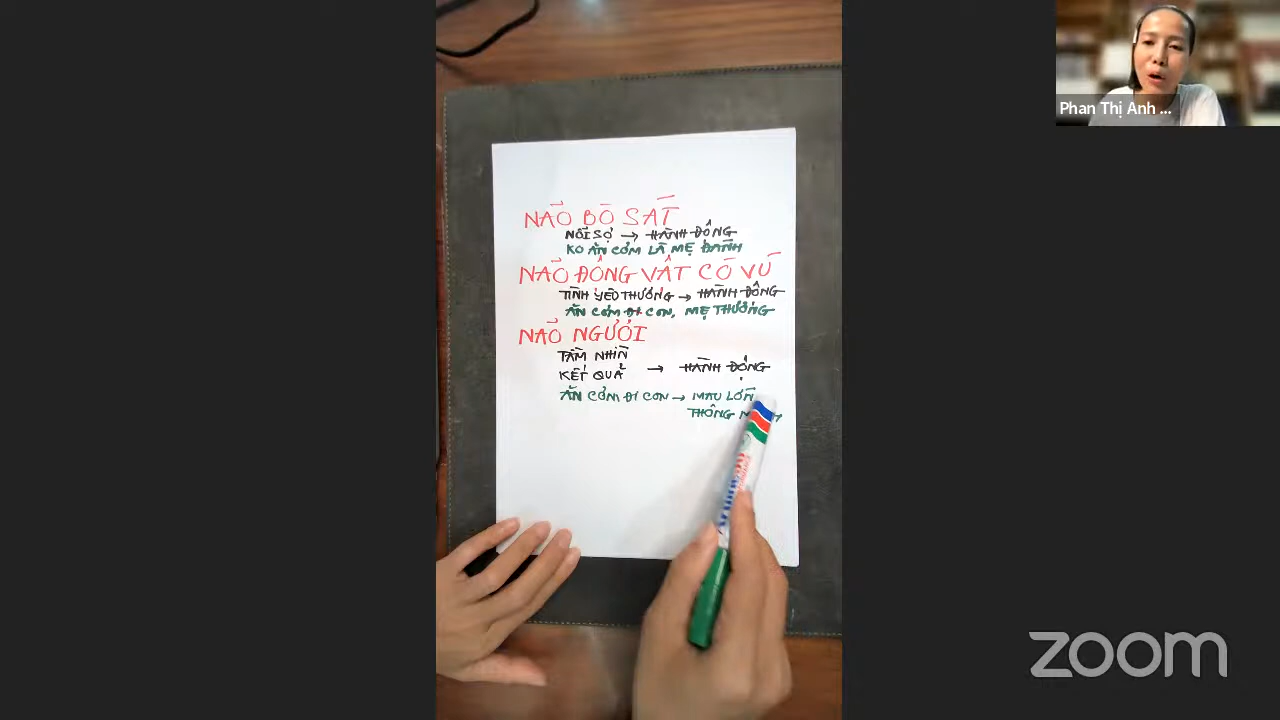 NÃO BÒ SÁT
NỖI SỢ → HÀNH ĐỘNG
KO ĂN CƠM LÀ MẸ ĐÁNH
NÃO ĐỘNG VẬT CÓ VÚ
TÌNH YÊU THƯƠNG → HÀNH ĐỘNG
ĂN CƠM ĐI CON, MẸ THƯƠNG
NÃO NGƯỜI
TẦM NHÌN
KẾT QUẢ → HÀNH ĐỘNG
ĂN CƠM ĐI CON → MAU LỚN
THÔNG
Phan Thị Anh ...
zoom